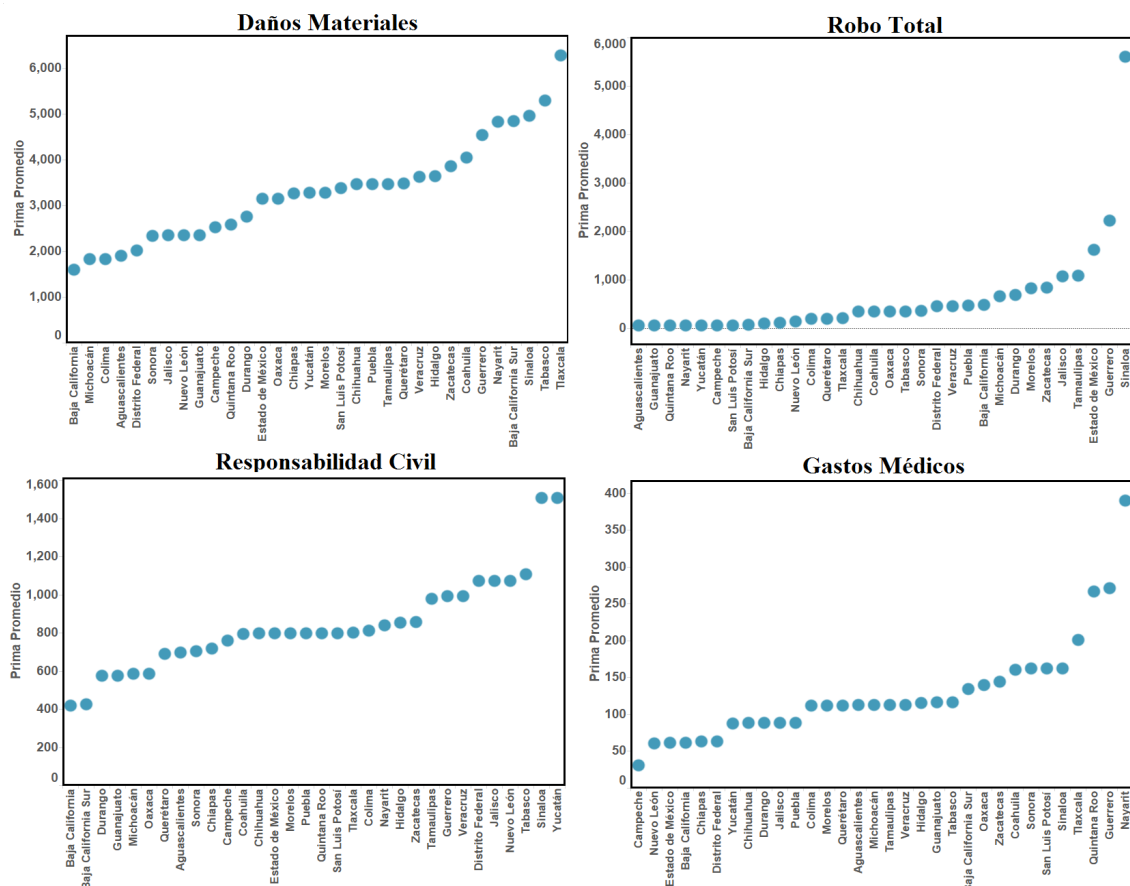 Daños Materiales
Prima Promedio
6,000
5,000
4,000
3,000
2,000
1,000
0
Baja California
Michoacán
Colima
Aguascalientes
Distrito Federal
Sonora
Jalisco
Nuevo León
Guanajuato
Campeche
Quintana Roo
Durango
Estado de México
Oaxaca
Chiapas
Yucatán
Morelos
San Luis Potosí
Chihuahua
Puebla
Tamaulipas
Querétaro
Veracruz
Hidalgo
Zacatecas
Coahuila
Guerrero
Nayarit
Baja California Sur
Sinaloa
Tabasco
Tlaxcala
Robo Total
Prima Promedio
6,000
5,000
4,000
3,000
2,000
1,000
0
Aguascalientes
Guanajuato
Quintana Roo
Nayarit
Yucatán
Campeche
San Luis Potosí
Baja California Sur
Hidalgo
Chiapas
Nuevo León
Colima
Querétaro
Tlaxcala
Chihuahua
Coahuila
Oaxaca
Tabasco
Sonora
Distrito Federal
Veracruz
Puebla
Baja California
Michoacán
Durango
Morelos
Zacatecas
Jalisco
Tamaulipas
Estado de México
Guerrero
Sinaloa
Responsabilidad Civil
Prima Promedio
1,600
1,400
1,200
1,000
800
600
400
200
0
Baja California
Baja California Sur
Durango
Guanajuato
Michoacán
Oaxaca
Querétaro
Aguascalientes
Sonora
Chiapas
Campeche
Coahuila
Chihuahua
Estado de México
Morelos
Puebla
Quintana Roo
San Luis Potosí
Tlaxcala
Colima
Nayarit
Hidalgo
Zacatecas
Tamaulipas
Guerrero
Veracruz
Distrito Federal
Jalisco
Nuevo León
Tabasco
Sinaloa
Yucatán
Gastos Médicos
Prima Promedio
400
350
300
250
200
150
100
50
0
Campeche
Nuevo León
Estado de México
Baja California
Chiapas
Distrito Federal
Yucatán
Chihuahua
Durango
Jalisco
Puebla
Colima
Morelos
Querétaro
Aguascalientes
Michoacán
Tamaulipas
Veracruz
Hidalgo
Guanajuato
Tabasco
Baja California Sur
Oaxaca
Zacatecas
Coahuila
Sonora
San Luis Potosí
Sinaloa
Tlaxcala
Quintana Roo
Guerrero
Nayarit